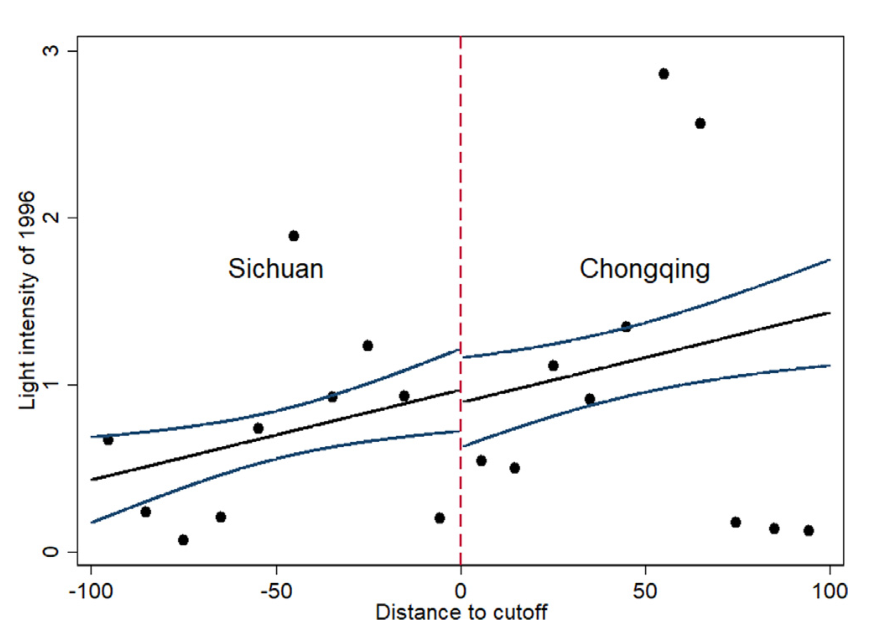 3
2
1
0
Light intensity of 1996
Sichuan
Chongqing
-100
-50
0
50
100
Distance to cutoff